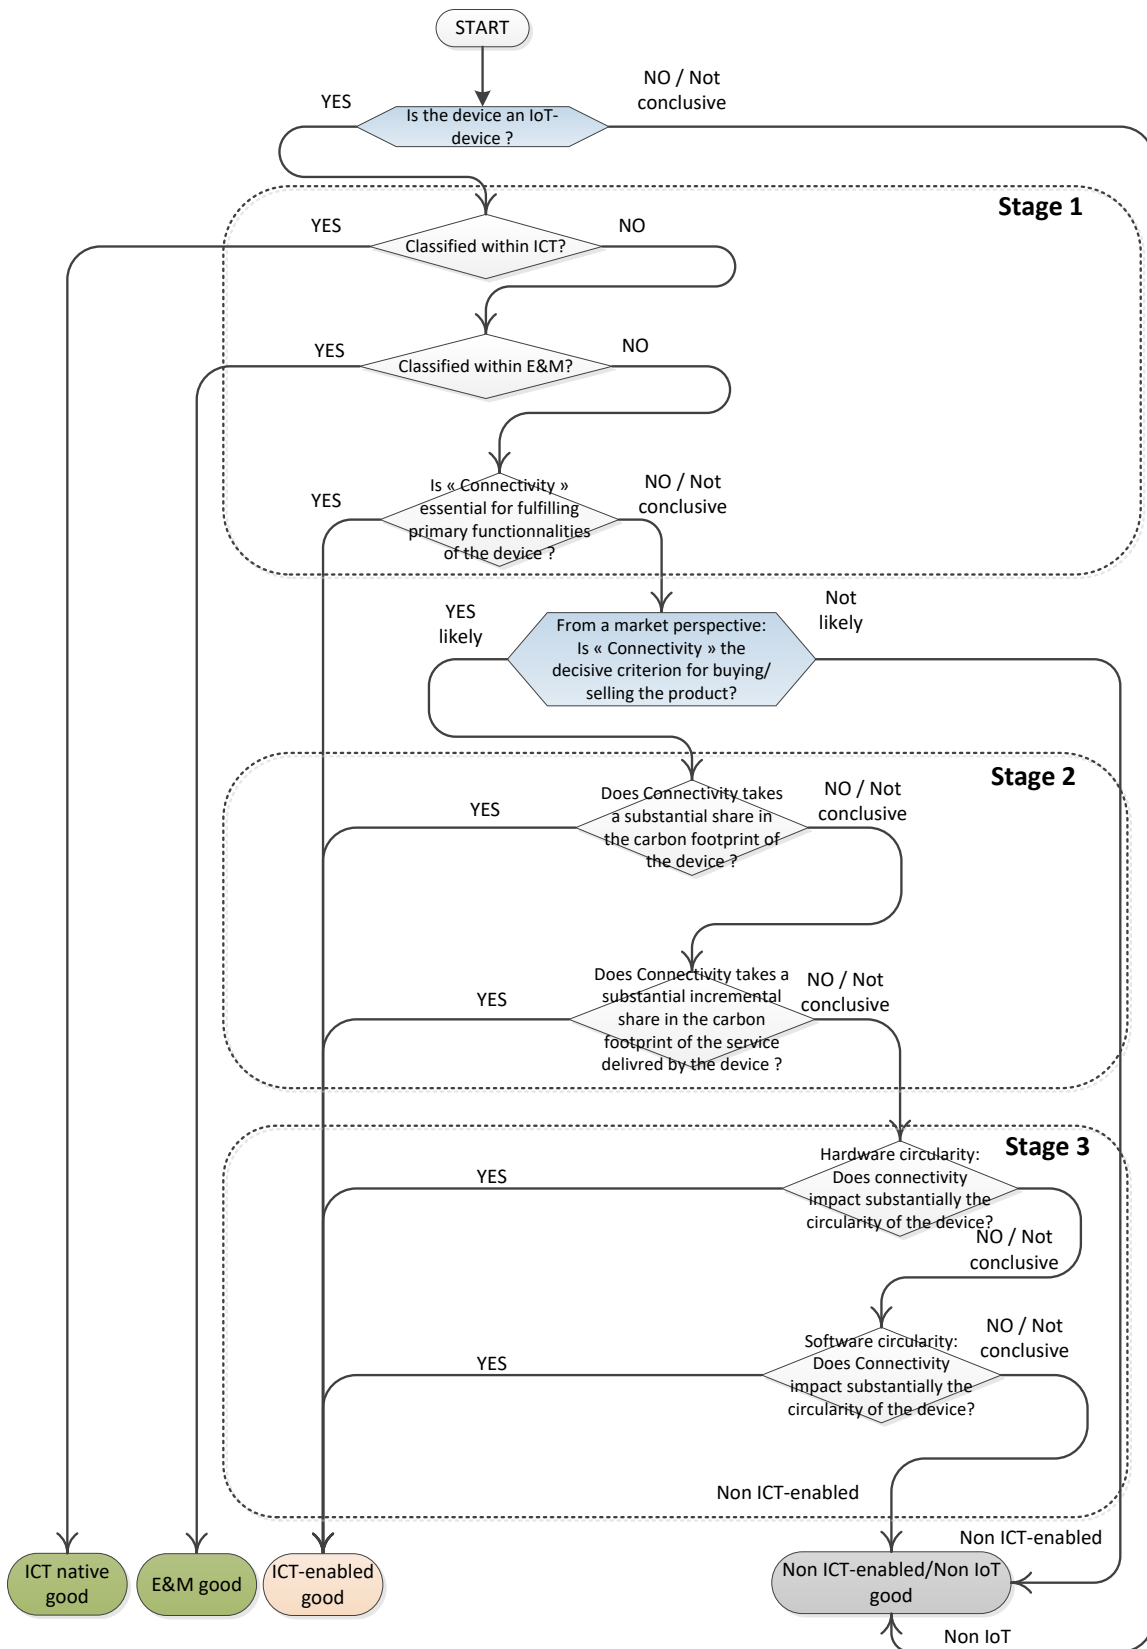 START
NO / Not
conclusive
YES
Is the device an IoT-
device ?
Stage 1
YES
NO
Classified within ICT?
YES
NO
Classified within E&M?
Is « Connectivity »
essential for fulfilling
primary functionnalities
of the device ?
YES
NO / Not
conclusive
YES
likely
Not
likely
From a market perspective:
Is « Connectivity » the
decisive criterion for buying/
selling the product?
Stage 2
Does Connectivity takes
a substantial share in
the carbon footprint of
the device ?
YES
NO / Not
conclusive
Does Connectivity takes a
substantial incremental
share in the carbon
footprint of the service
delivred by the device ?
YES
NO / Not
conclusive
Stage 3
Hardware circularity:
Does connectivity
impact substantially the
circularity of the device?
YES
NO / Not
conclusive
Software circularity:
Does Connectivity
impact substantially the
circularity of the device?
YES
NO / Not
conclusive
Non ICT-enabled
Non ICT-enabled
ICT native
good
E&M good
ICT-enabled
good
Non ICT-enabled/Non IoT
good
Non IoT